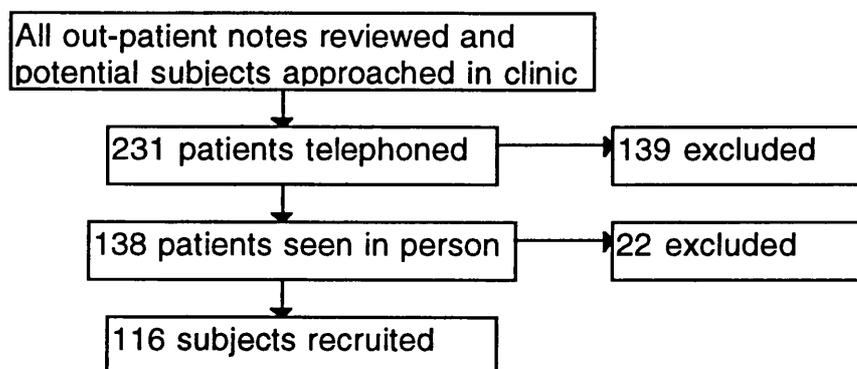 All out-patient notes reviewed and
potential subjects approached in clinic
231 patients telephoned
139 excluded
138 patients seen in person
22 excluded
116 subjects recruited